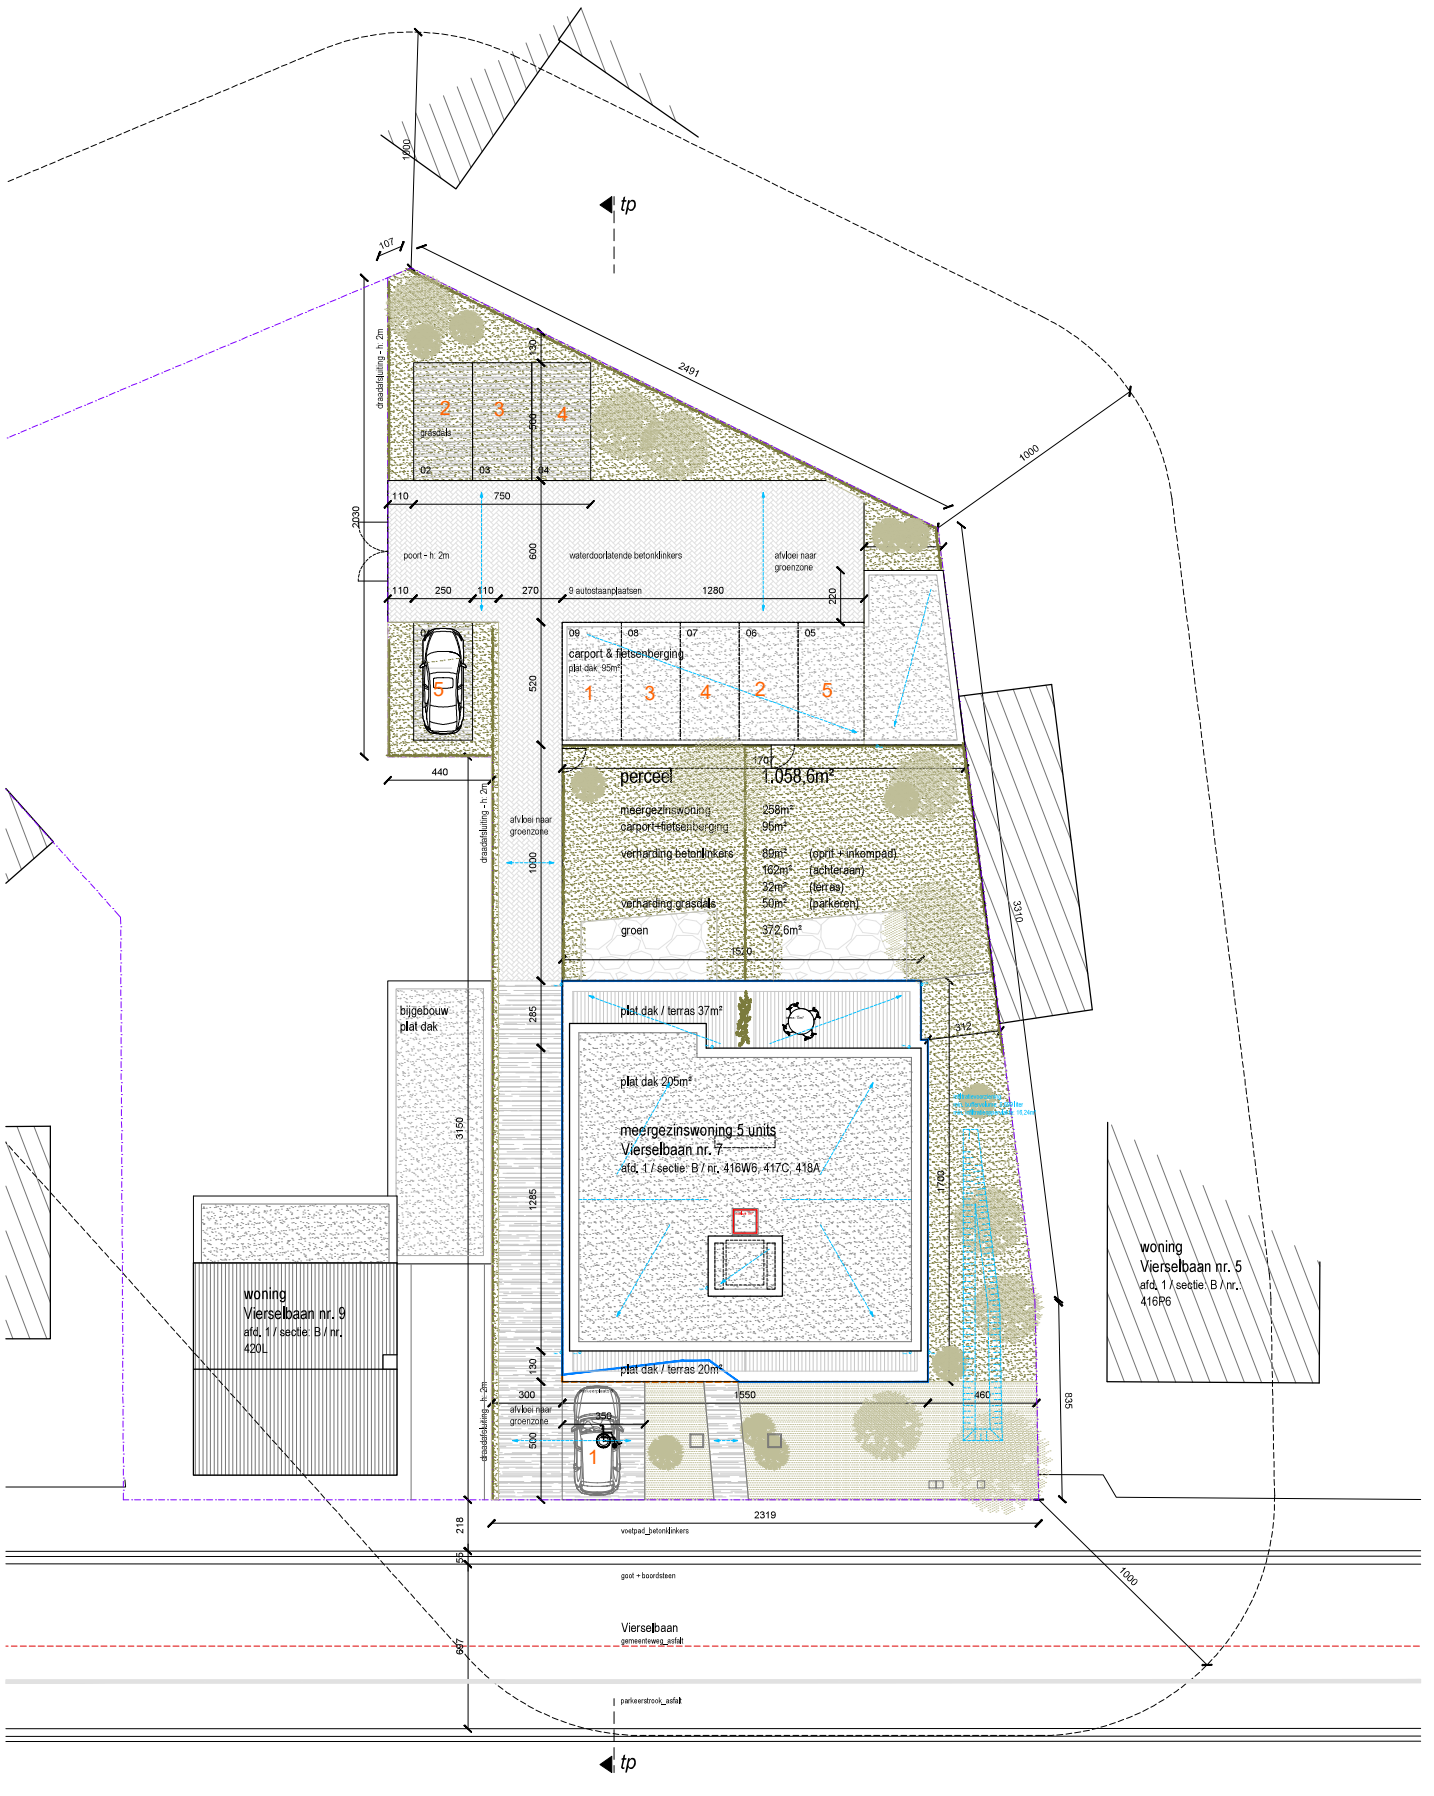 tp
1000
107
2491
130
draadafsluiting - h: 2m
2
3
4
500
grasdals
02
03
04
1000
110
750
2030
poort - h: 2m
600
waterdoorlatende betonklinkers
afvloei naar
groenzone
110
250
110
270
9 autostaanplaatsen
1280
220
09
08
07
06
05
carport & fietsenberging
plat dak, 95m²
5
520
1
3
4
2
5
440
170
perceel 1.058,6m²
meergezinswoning 258m²
carport+fietsenberging 95m²
verharding betonklinkers 89m² (oprit + inkompad)
162m² (achteraan)
32m² (terras)
verharding grasdals 50m² (parkeren)
groen 372,6m²
draadafsluiting - h: 2m
afvloei naar
groenzone
1000
3310
1520
bijgebouw
plat dak
285
plat dak / terras 37m²
312
plat dak 205m²
3150
meergezinswoning 5 units
Vierselbaan nr. 7
afd. 1 / sectie: B / nr. 416W6, 417C, 418A
1285
1700
woning
Vierselbaan nr. 5
afd. 1 / sectie: B / nr.
416P6
woning
Vierselbaan nr. 9
afd. 1 / sectie: B / nr.
420L
130
plat dak / terras 20m²
draadafsluiting - h: 2m
300
1550
460
835
afvloei naar
groenzone
350
500
1
2319
218
voetpad_betonklinkers
55
goot + boordsteen
1000
Vierselbaan
gemeenteweg_asfalt
697
parkeerstrook_asfalt
tp